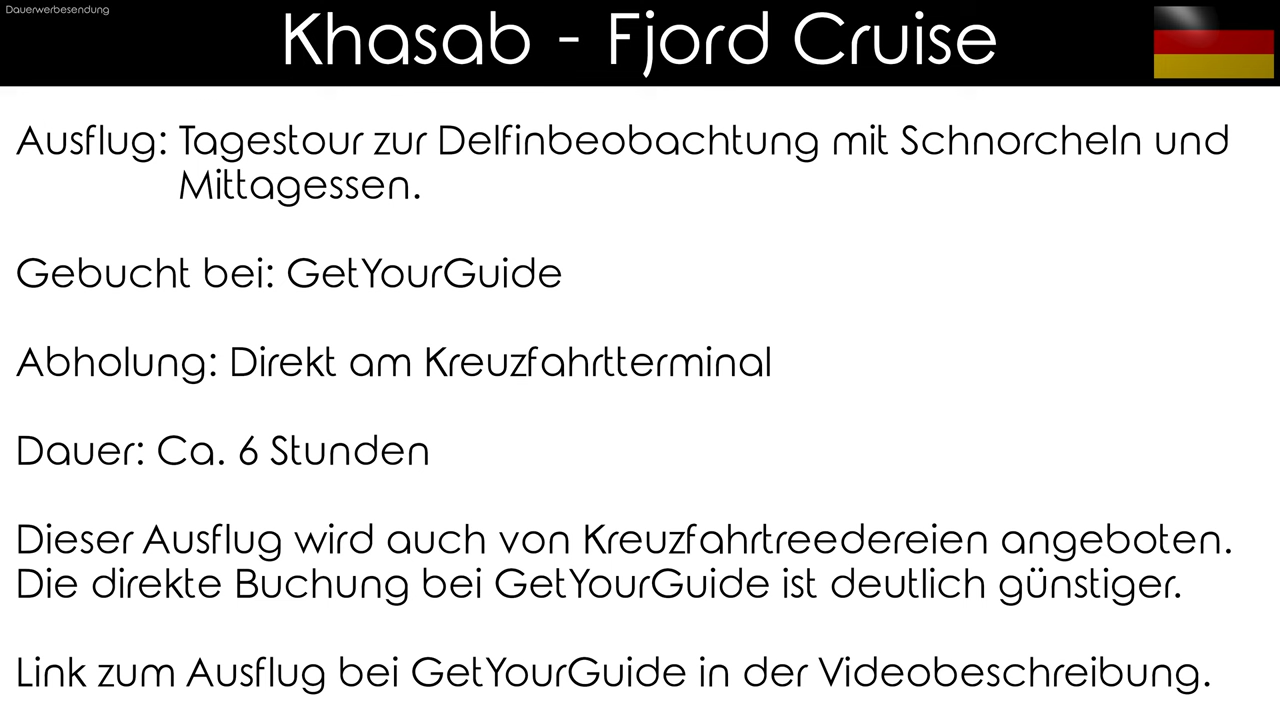 Dauerwerbesendung
Khasab - Fjord Cruise
Ausflug: Tagestour zur Delfinbeobachtung mit Schnorcheln und
Mittagessen.
Gebucht bei: GetYourGuide
Abholung: Direkt am Kreuzfahrtterminal
Dauer: Ca. 6 Stunden
Dieser Ausflug wird auch von Kreuzfahrtreedereien angeboten.
Die direkte Buchung bei GetYourGuide ist deutlich günstiger.
Link zum Ausflug bei GetYourGuide in der Videobeschreibung.